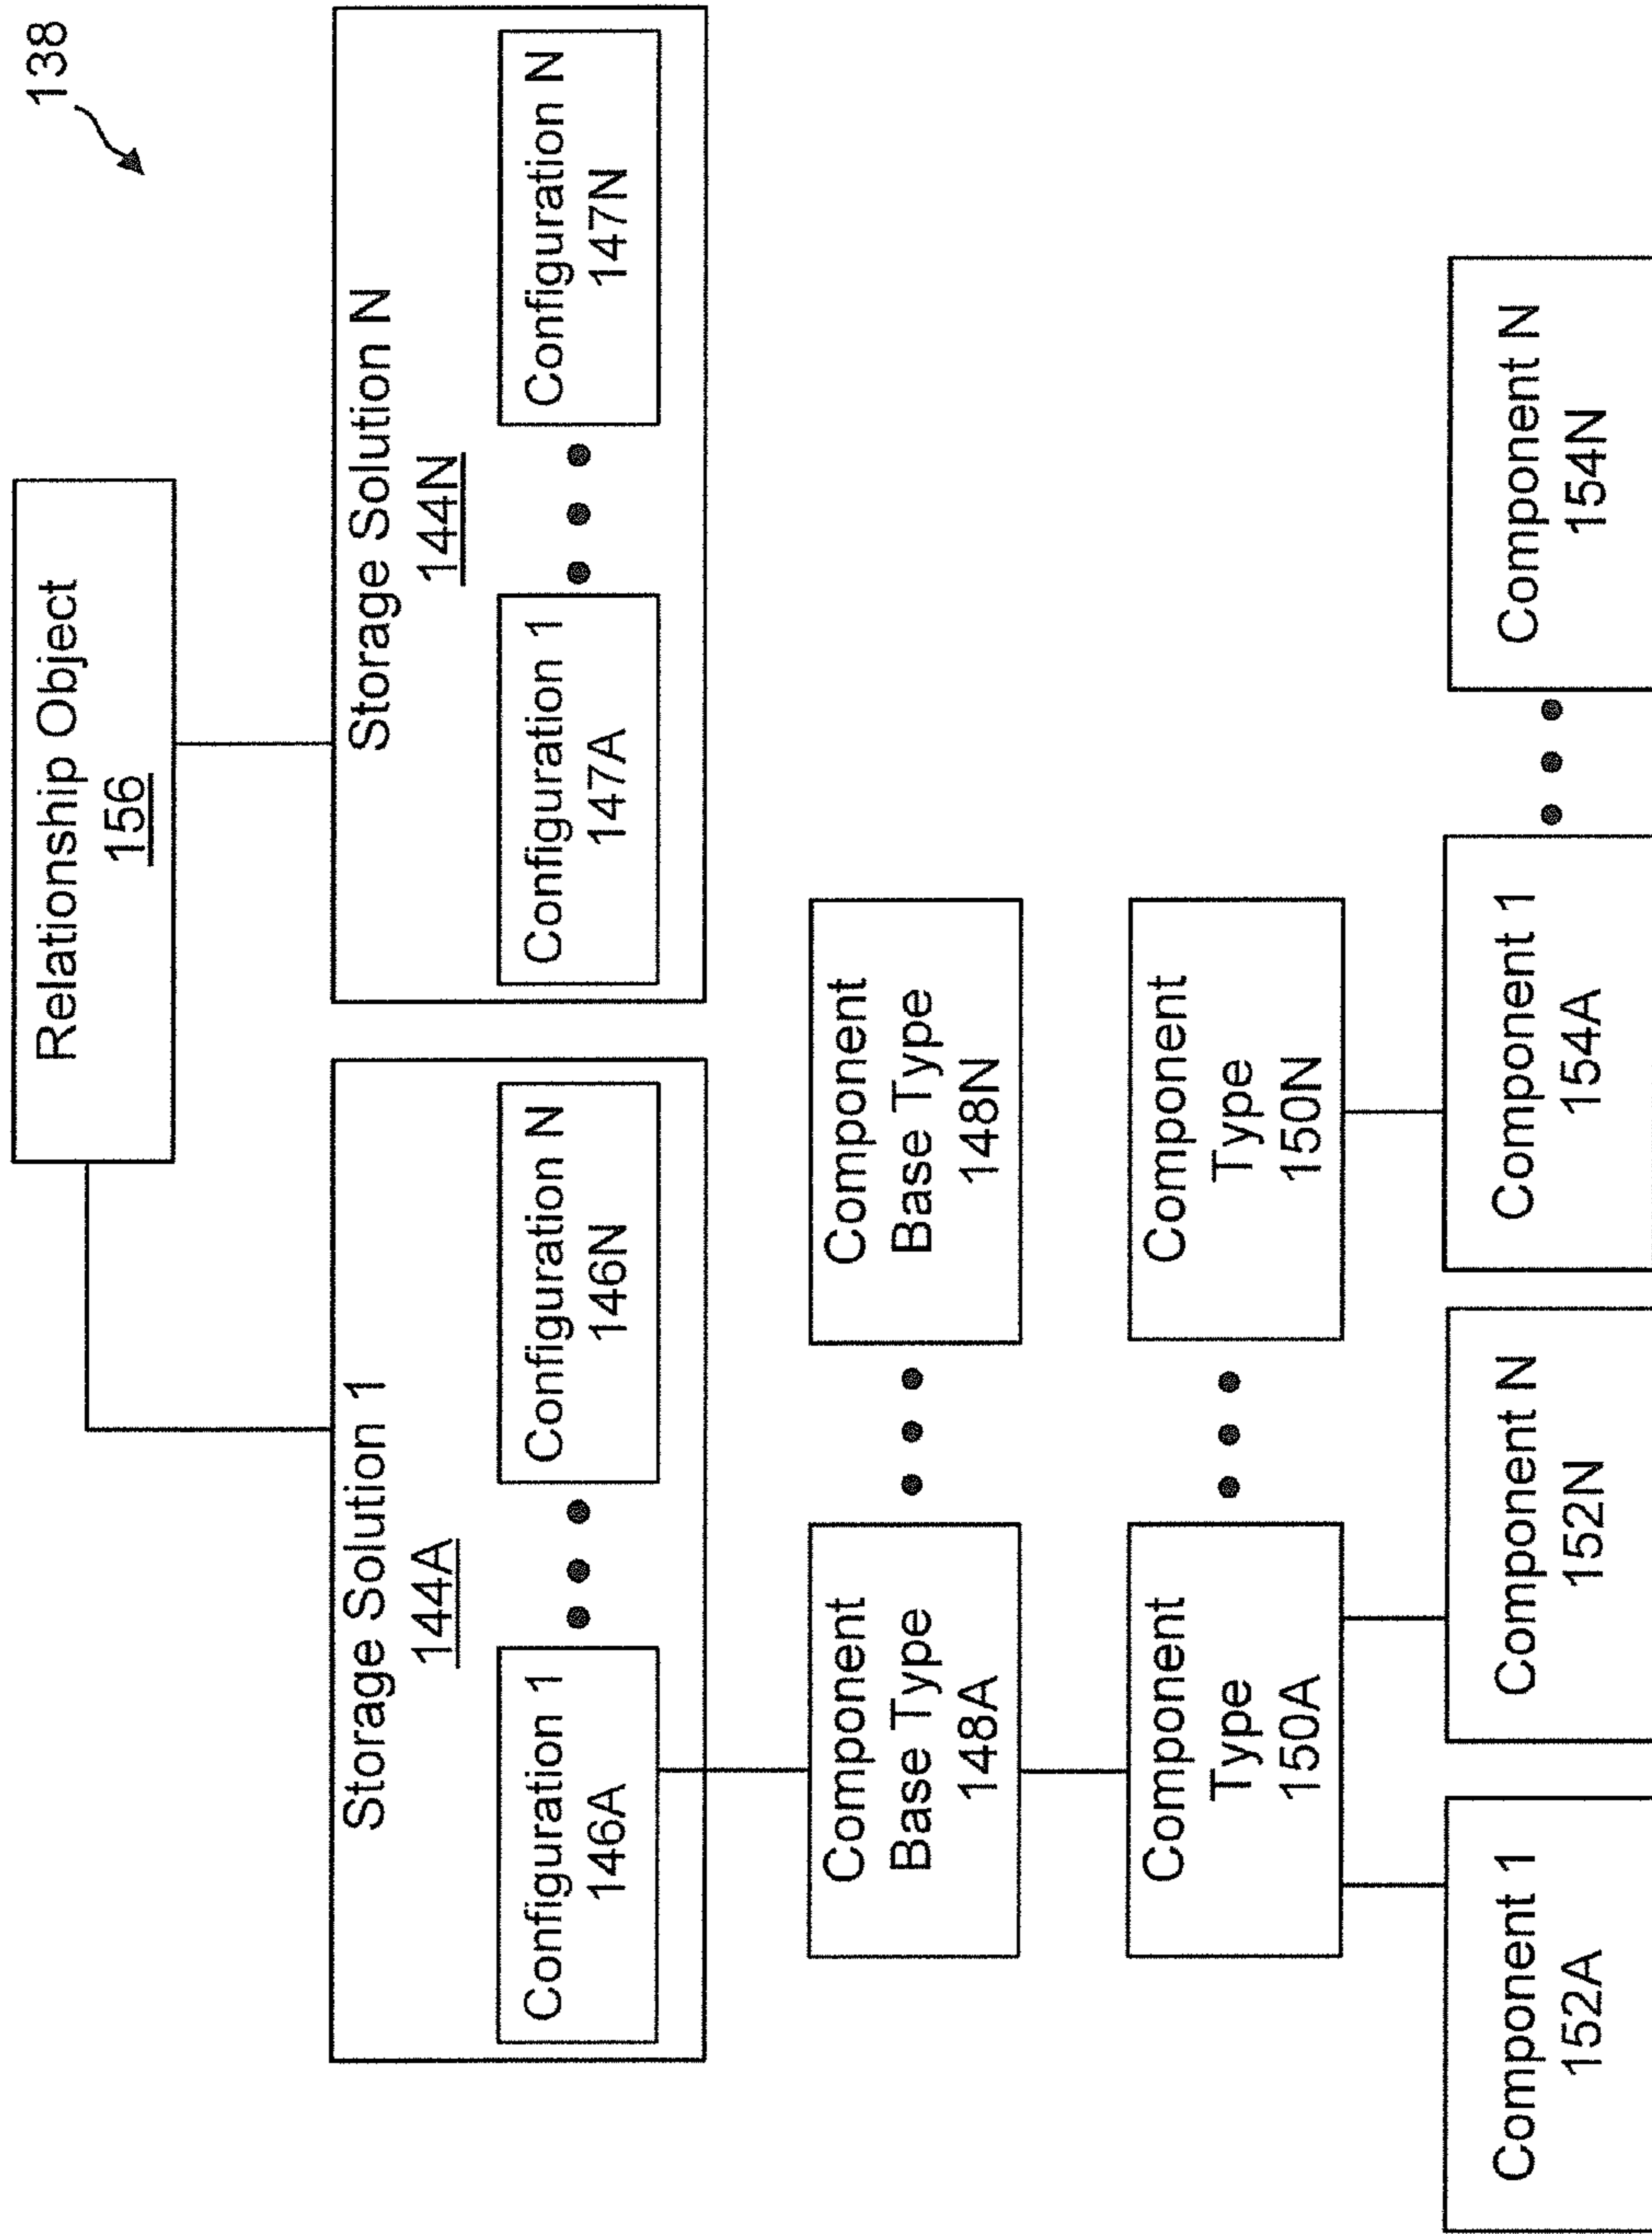 138
Relationship Object
156
Storage Solution 1
144A
Configuration 1
146A
Configuration N
146N
Storage Solution N
144N
Configuration 1
147A
Configuration N
147N
Component
Base Type
148A
Component
Base Type
148N
Component
Type
150A
Component
Type
150N
Component 1
152A
Component N
152N
Component 1
154A
Component N
154N